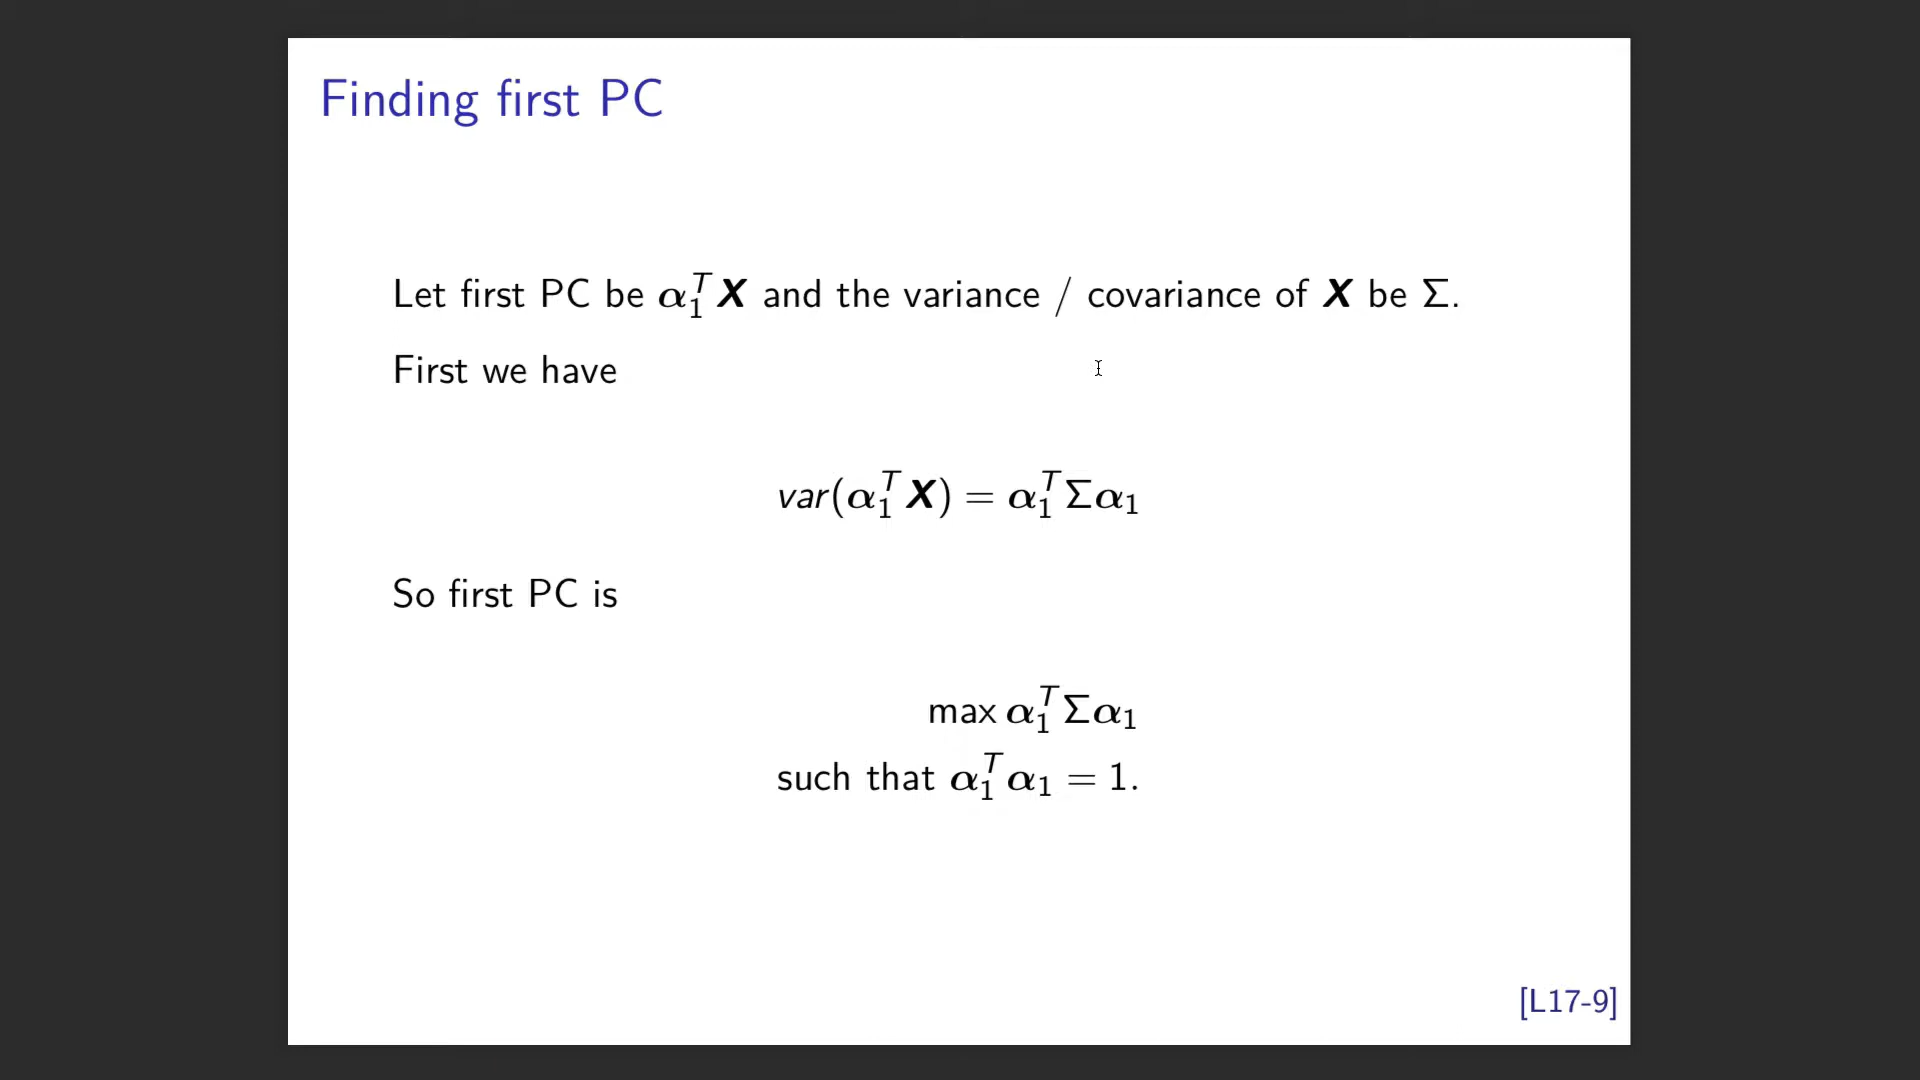 Finding first PC
Let first PC be α₁ᵀX and the variance / covariance of X be Σ.
First we have
var(α₁ᵀX) = α₁ᵀΣα₁
So first PC is
max α₁ᵀΣα₁
such that α₁ᵀα₁ = 1.
[L17-9]